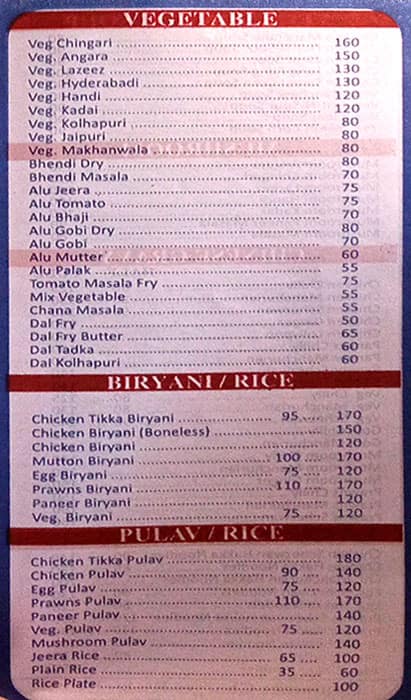 VEGETABLE
Veg Chingari ........ 160
Veg. Angara ........ 150
Veg. Lazeez ........ 130
Veg. Hyderabadi ........ 130
Veg. Handi ........ 120
Veg. Kadai ........ 120
Veg. Kolhapuri ........ 80
Veg. Jaipuri ........ 80
Veg. Makhanwala ........ 80
Bhendi Dry ........ 80
Bhendi Masala ........ 70
Alu Jeera ........ 75
Alu Tomato ........ 75
Alu Bhaji ........ 70
Alu Gobi Dry ........ 80
Alu Gobi ........ 70
Alu Mutter ........ 60
Alu Palak ........ 55
Tomato Masala Fry ........ 75
Mix Vegetable ........ 55
Chana Masala ........ 55
Dal Fry ........ 50
Dal Fry Butter ........ 65
Dal Tadka ........ 60
Dal Kolhapuri ........ 60
BIRYANI / RICE
Chicken Tikka Biryani ........ 95 .... 170
Chicken Biryani (Boneless) ........ 150
Chicken Biryani ........ 120
Mutton Biryani ........ 100 .... 170
Egg Biryani ........ 75 .... 120
Prawns Biryani ........ 110 .... 170
Paneer Biryani ........ 120
Veg. Biryani ........ 75 .... 120
PULAV / RICE
Chicken Tikka Pulav ........ 180
Chicken Pulav ........ 90 .... 140
Egg Pulav ........ 75 .... 120
Prawns Pulav ........ 110 .... 170
Paneer Pulav ........ 140
Veg. Pulav ........ 75 .... 120
Mushroom Pulav ........ 140
Jeera Rice ........ 65 .... 100
Plain Rice ........ 35 .... 60
Rice Plate ........ 100